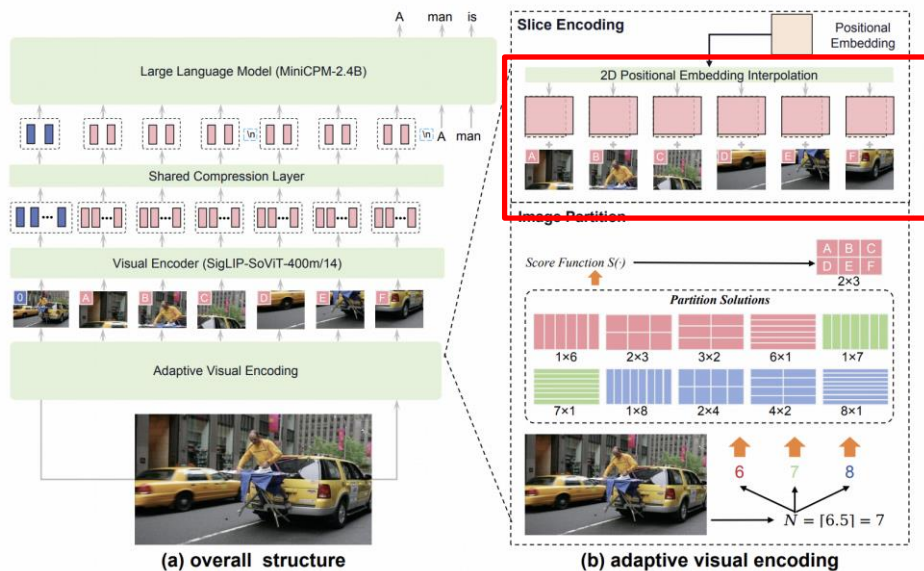 A man is
Large Language Model (MiniCPM-2.4B)
\n \n A man
Shared Compression Layer
Visual Encoder (SigLIP-SoViT-400m/14)
0 A B C D E F
Adaptive Visual Encoding
(a) overall structure
Slice Encoding
Positional
Embedding
2D Positional Embedding Interpolation
A B C D E F
Image Partition
Score Function S(·)
A B C
D E F
2×3
Partition Solutions
1×6 2×3 3×2 6×1 1×7
7×1 1×8 2×4 4×2 8×1
6 7 8
N = ⌈6.5⌉ = 7
(b) adaptive visual encoding